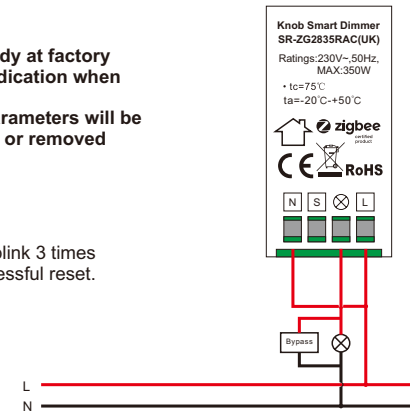 dy at factory
dication when
rameters will be
or removed
link 3 times
essful reset.
Knob Smart Dimmer
SR-ZG2835RAC(UK)
Ratings:230V~,50Hz,
MAX:350W
• tc=75℃
ta=-20℃-+50℃
zigbee
certified
product
CE RoHS
N S L
Bypass
L
N